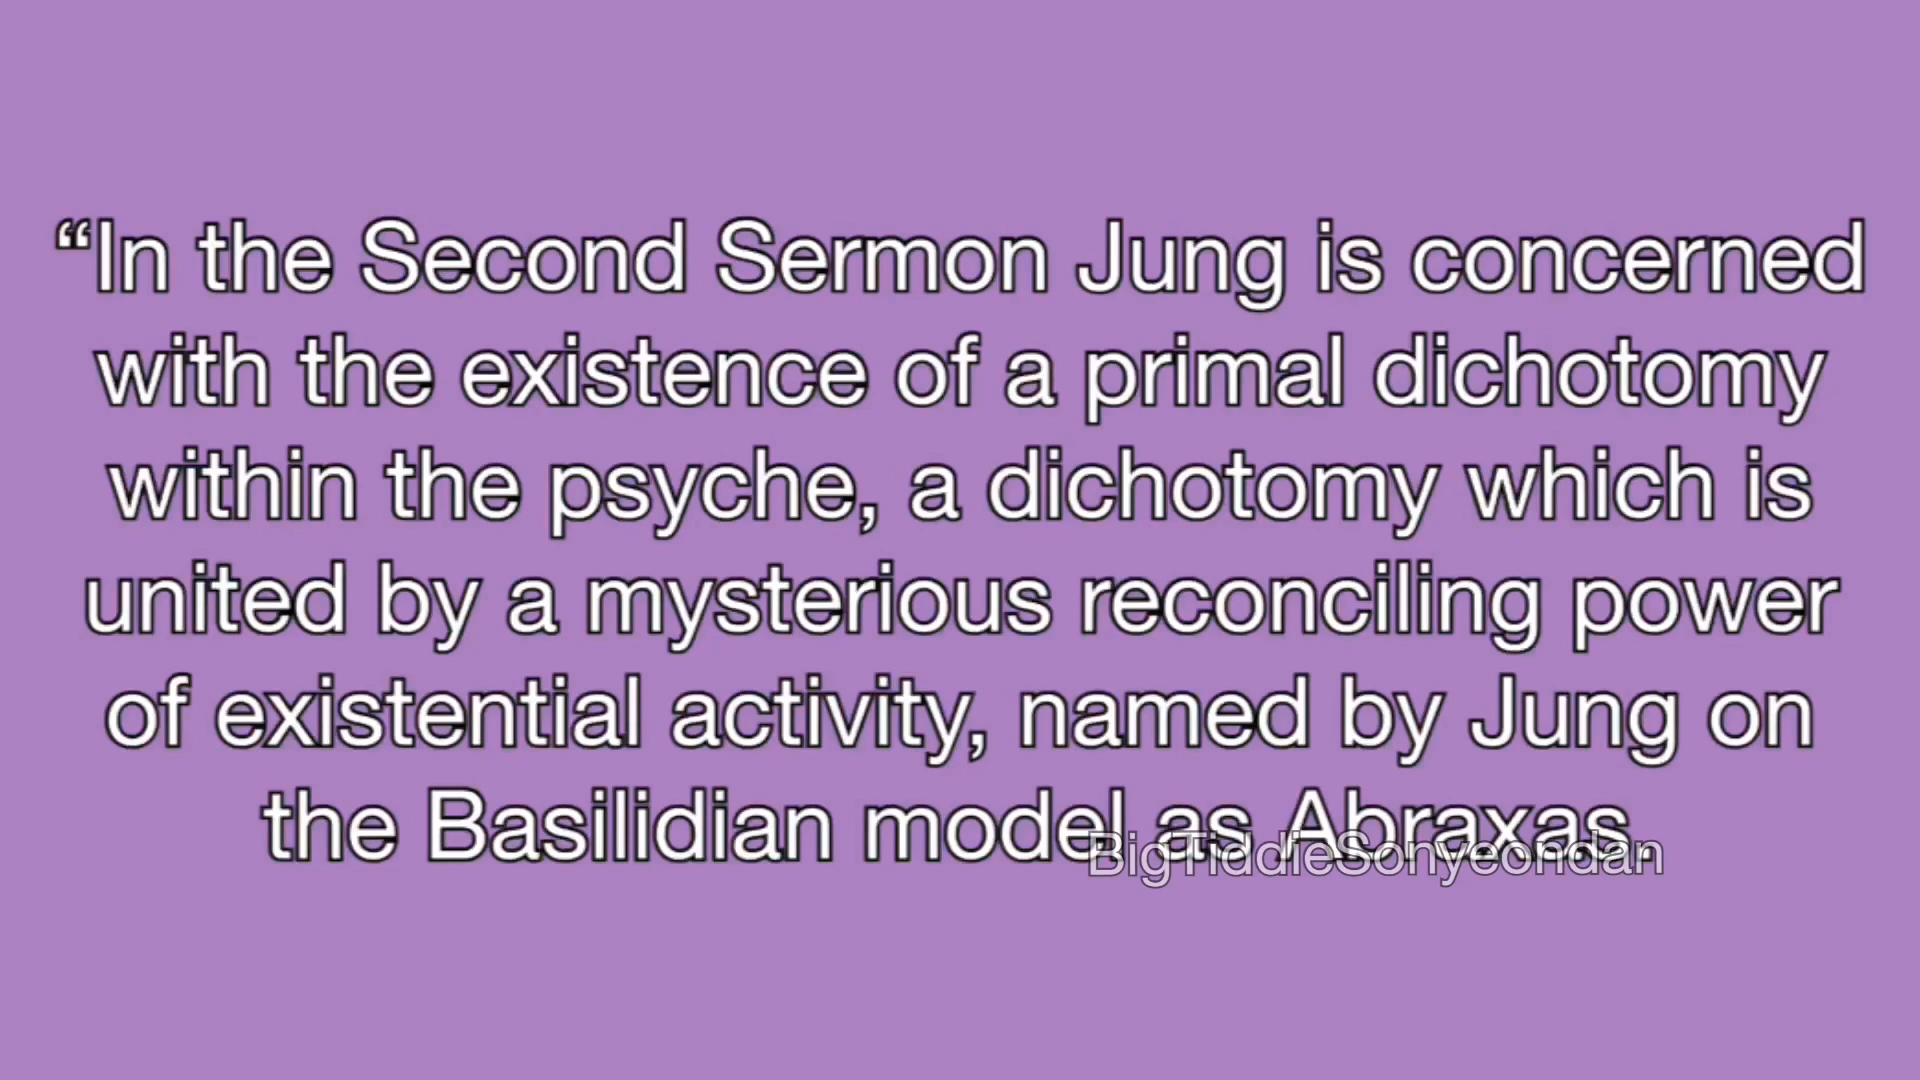 “In the Second Sermon Jung is concerned
with the existence of a primal dichotomy
within the psyche, a dichotomy which is
united by a mysterious reconciling power
of existential activity, named by Jung on
the Basilidian model as Abraxas.
BigTiddieSonyeondan